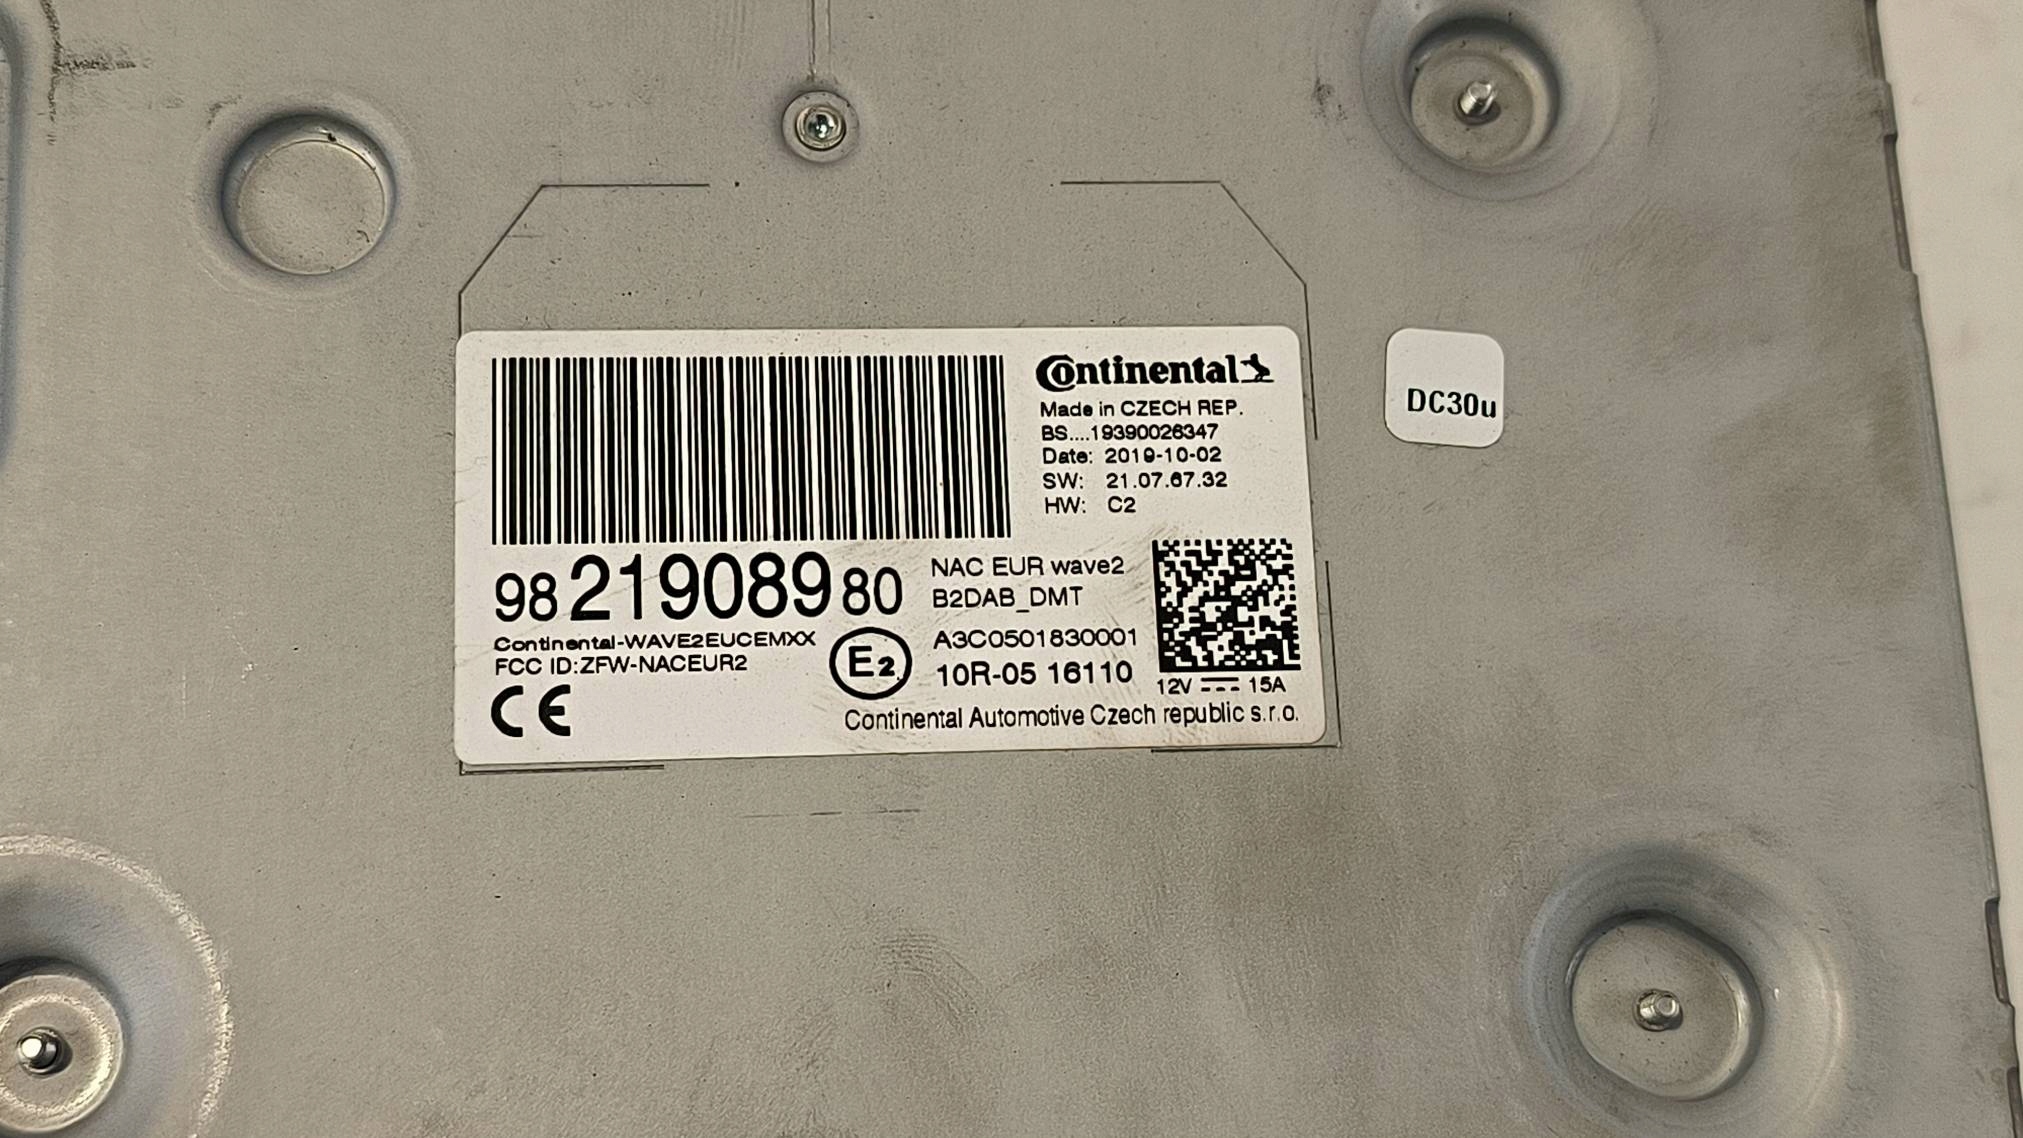 Continental
Made in CZECH REP.
BS....19390026347
Date: 2019-10-02
SW: 21.07.67.32
HW: C2
98 219089 80
NAC EUR wave2
B2DAB_DMT
Continental-WAVE2EUCEMXX
FCC ID:ZFW-NACEUR2
CE
E2
A3C0501830001
10R-05 16110
12V 15A
Continental Automotive Czech republic s.r.o.
DC30u